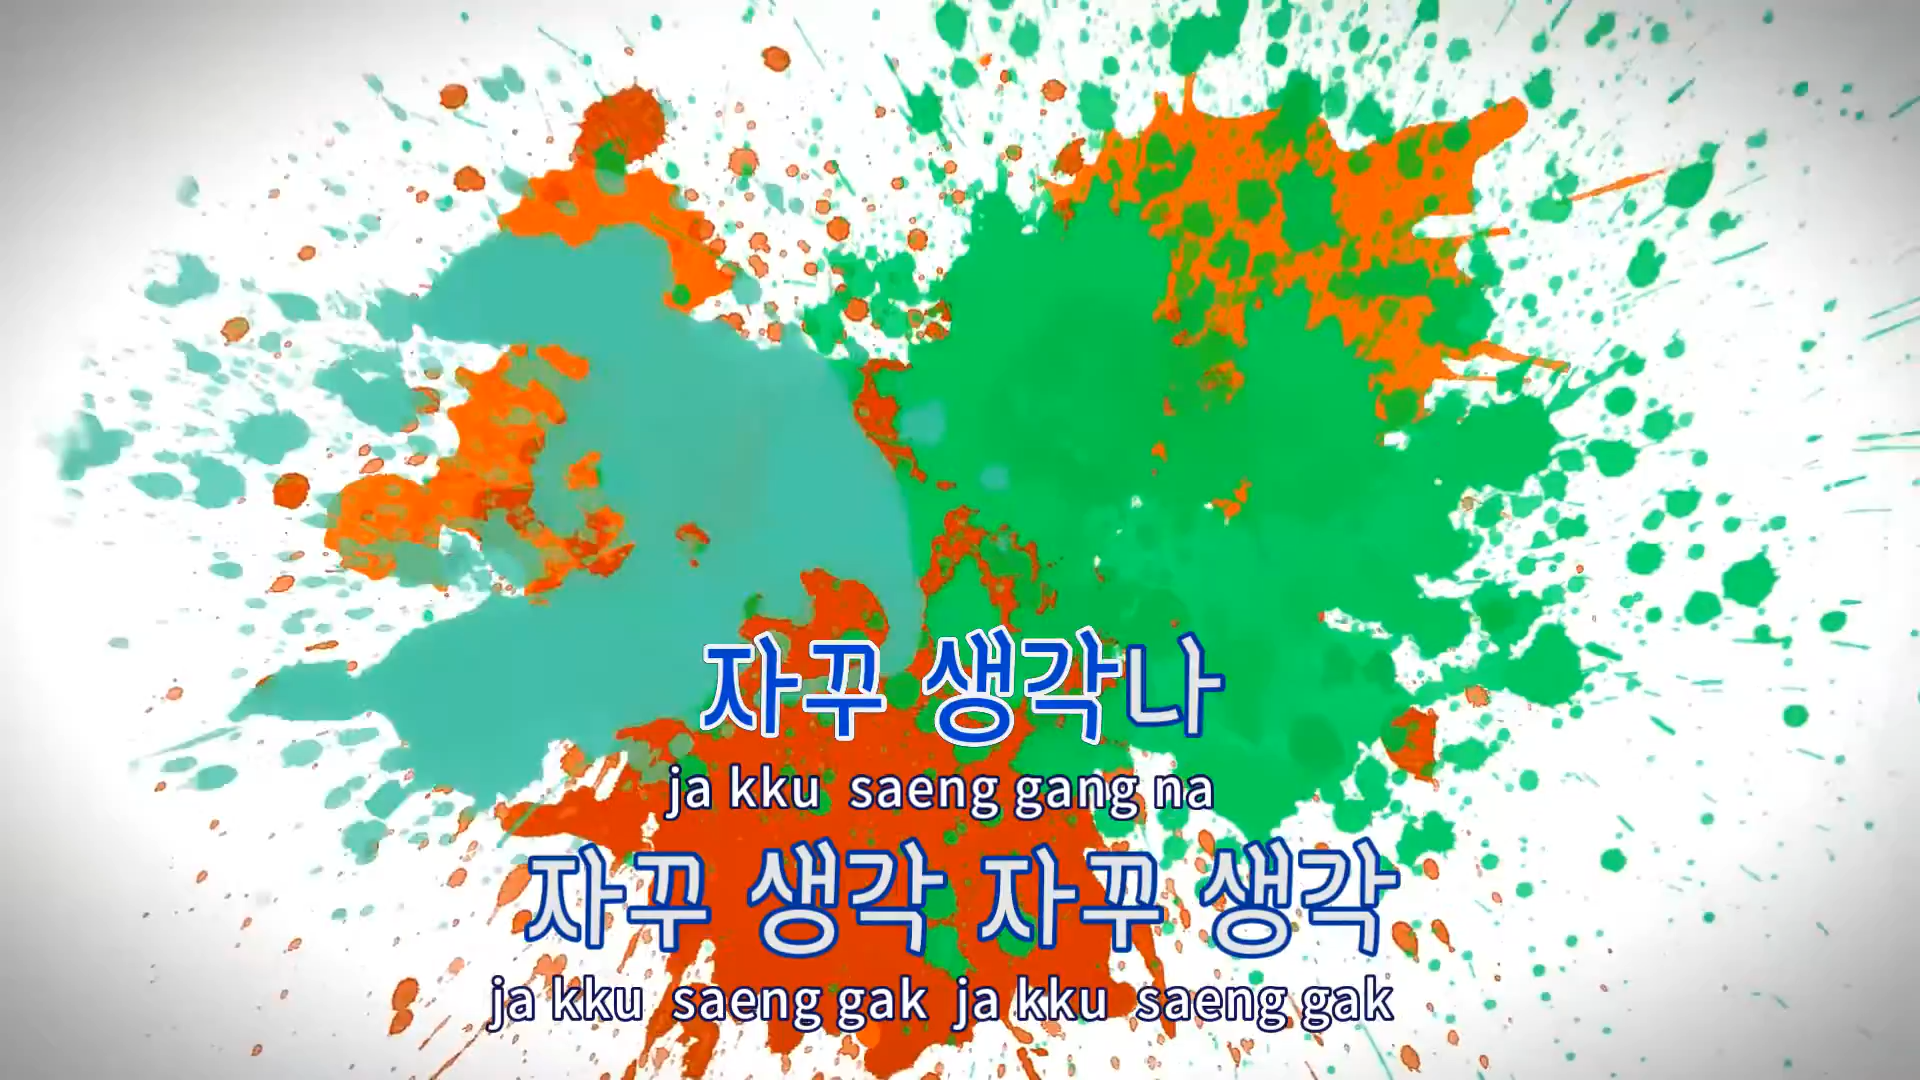 자꾸 생각나
ja kku saeng gang na
자꾸 생각 자꾸 생각
ja kku saeng gak ja kku saeng gak